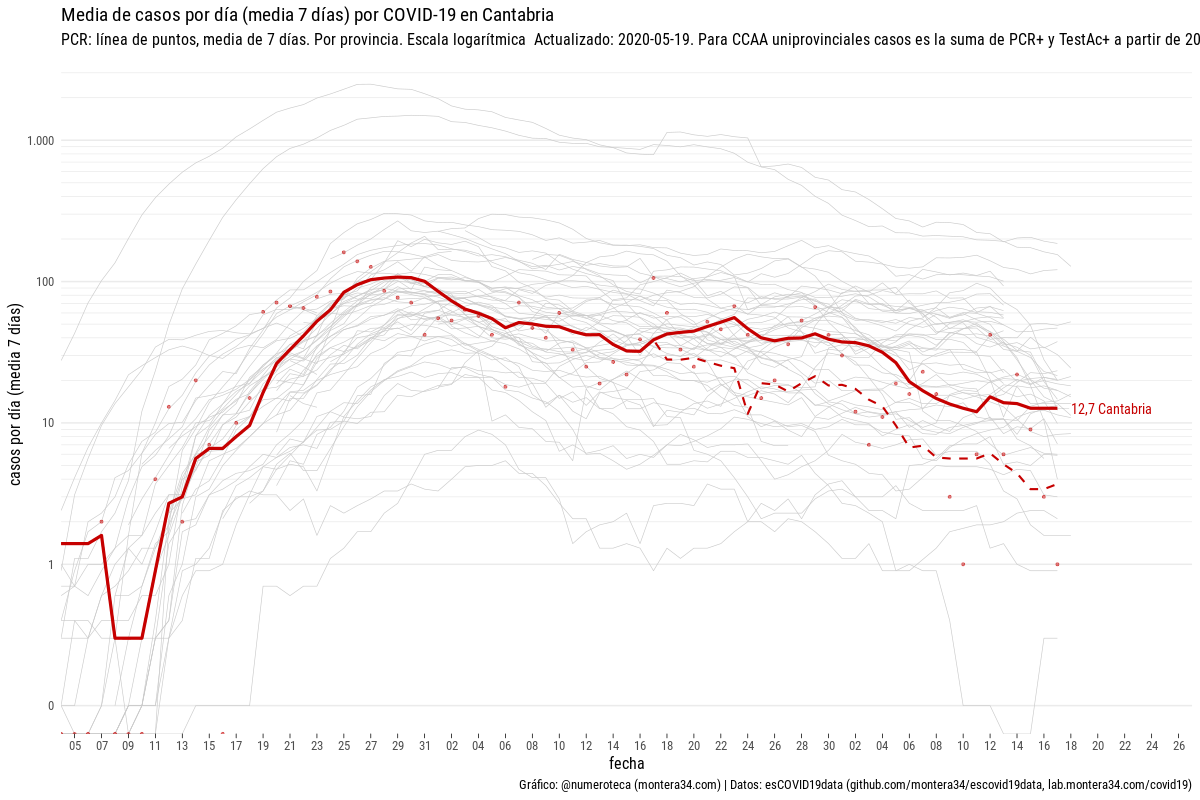 Media de casos por día (media 7 días) por COVID-19 en Cantabria
PCR: línea de puntos, media de 7 días. Por provincia. Escala logarítmica  Actualizado: 2020-05-19. Para CCAA uniprovinciales casos es la suma de PCR+ y TestAc+ a partir de 20
casos por día (media 7 días)
1.000
100
10
1
0
12,7 Cantabria
05 07 09 11 13 15 17 19 21 23 25 27 29 31 02 04 06 08 10 12 14 16 18 20 22 24 26 28 30 02 04 06 08 10 12 14 16 18 20 22 24 26
fecha
Gráfico: @numeroteca (montera34.com) | Datos: esCOVID19data (github.com/montera34/escovid19data, lab.montera34.com/covid19)